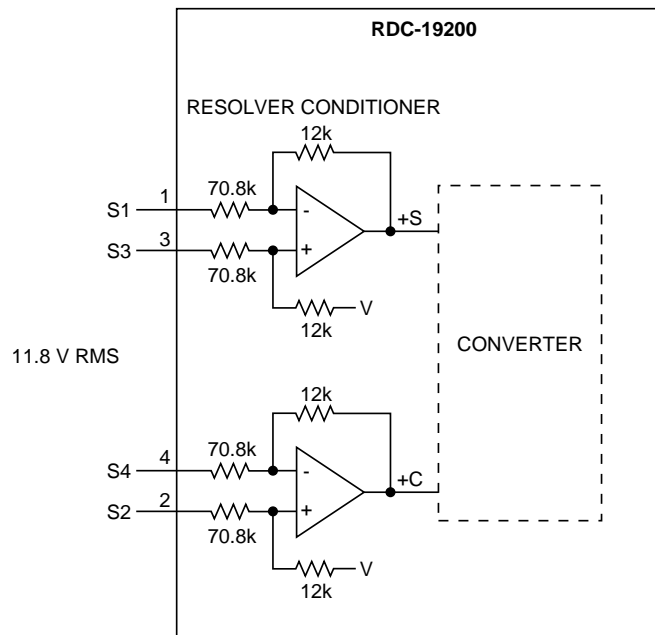 RDC-19200
RESOLVER CONDITIONER
12k
70.8k
S1 1
-
+S
S3 3
+
70.8k
V
12k
CONVERTER
11.8 V RMS
12k
70.8k
S4 4
-
+C
S2 2
+
70.8k
V
12k